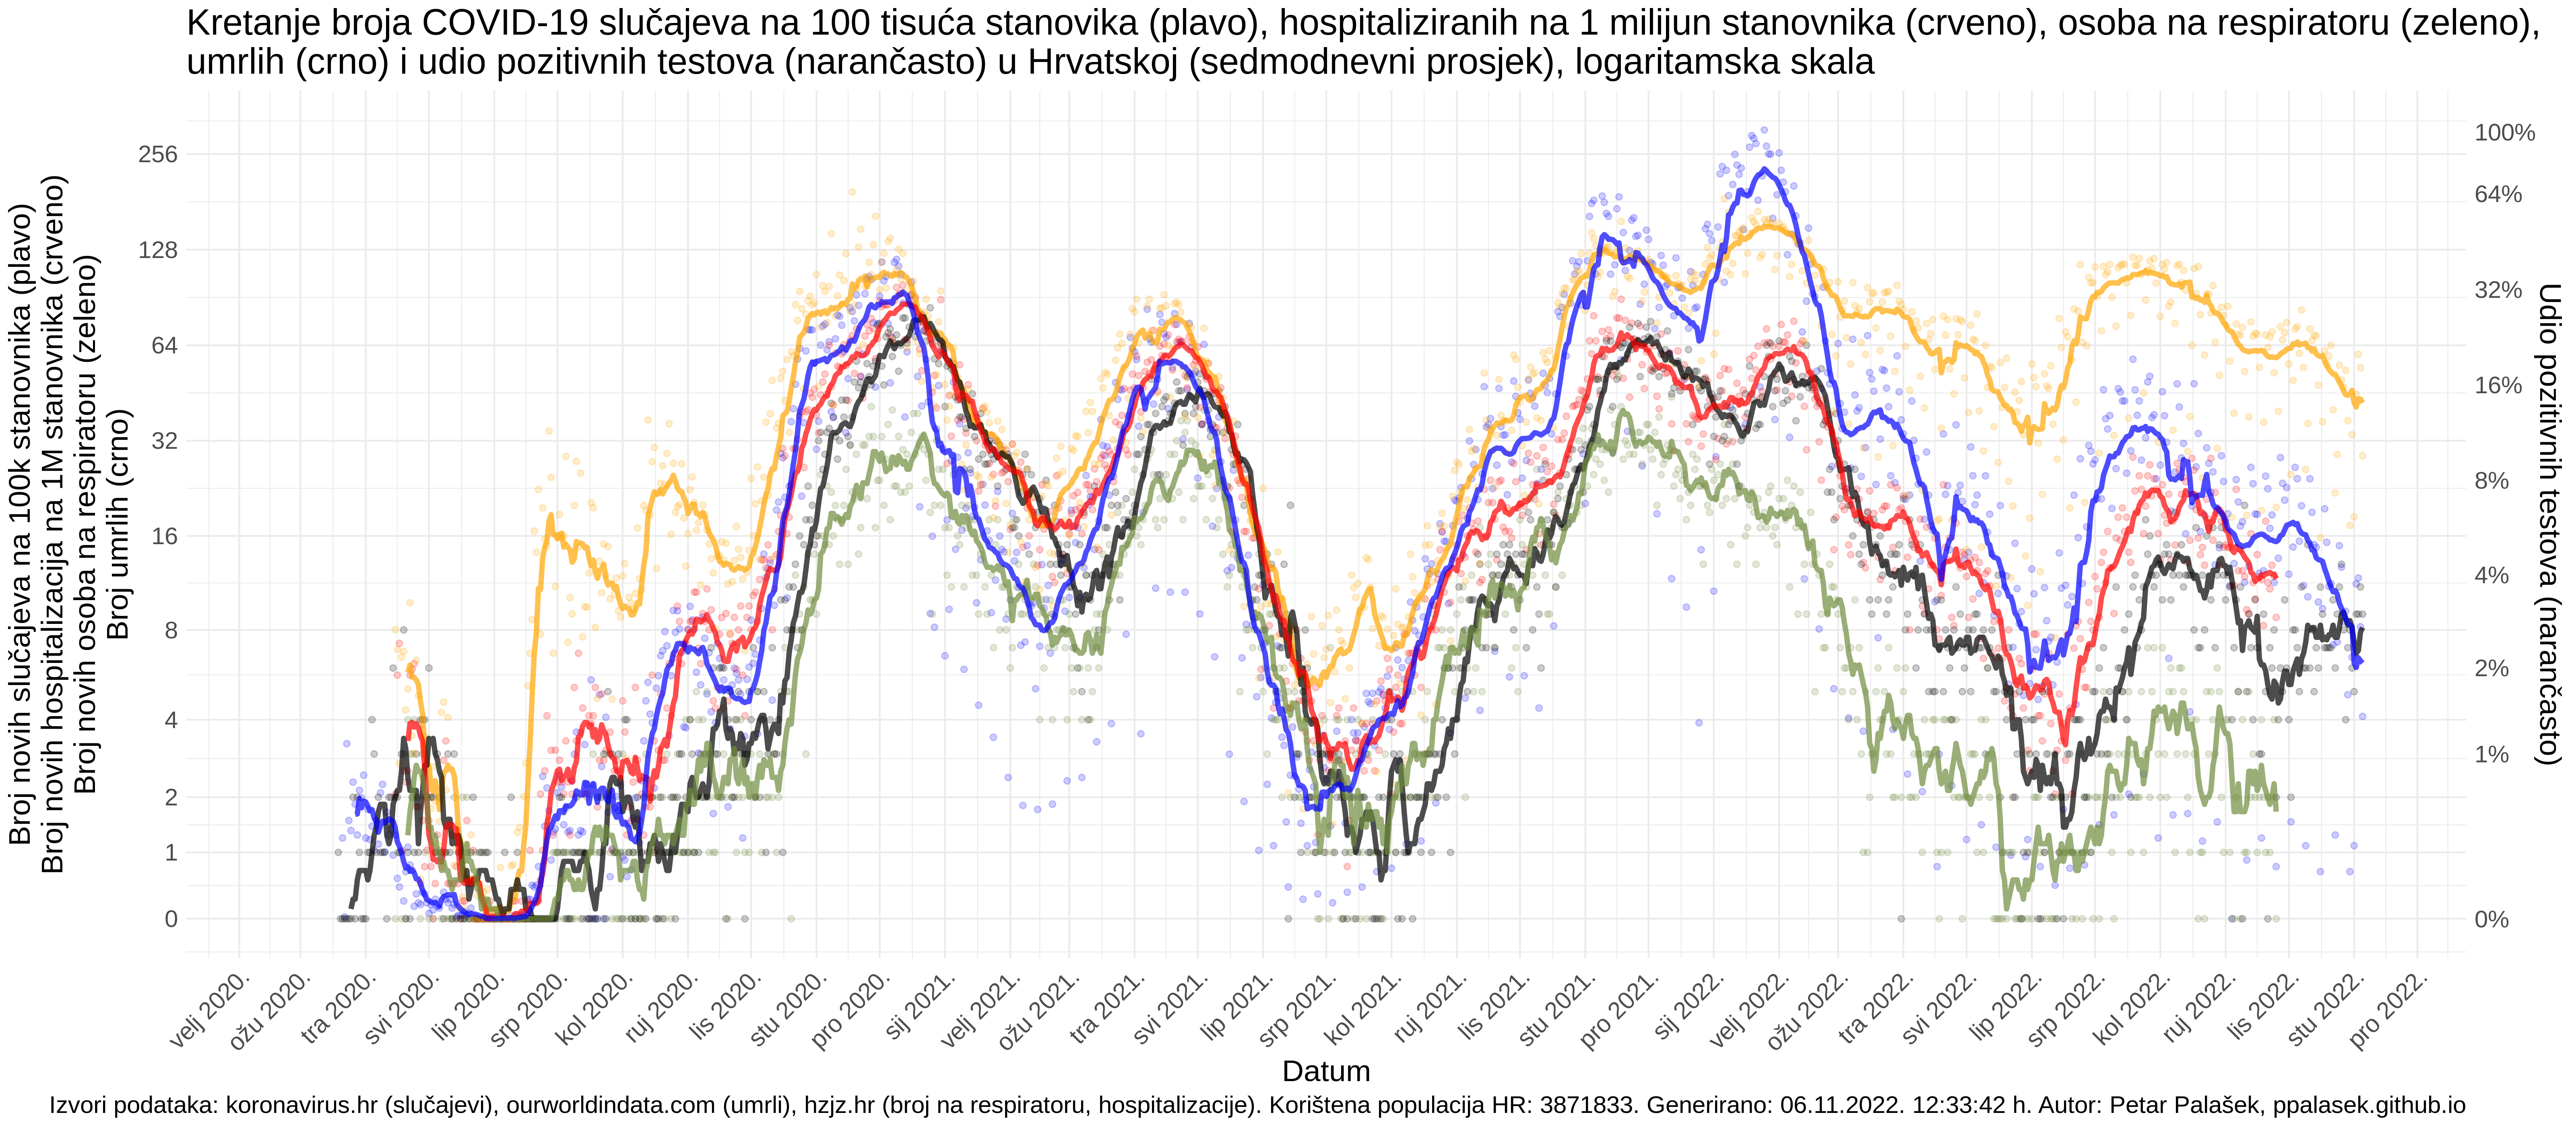 Kretanje broja COVID-19 slučajeva na 100 tisuća stanovika (plavo), hospitaliziranih na 1 milijun stanovnika (crveno), osoba na respiratoru (zeleno),
umrlih (crno) i udio pozitivnih testova (narančasto) u Hrvatskoj (sedmodnevni prosjek), logaritamska skala
Broj novih slučajeva na 100k stanovnika (plavo)
Broj novih hospitalizacija na 1M stanovnika (crveno)
Broj novih osoba na respiratoru (zeleno)
Broj umrlih (crno)
256
128
64
32
16
8
4
2
1
0
100%
64%
32%
16%
8%
4%
2%
1%
0%
Udio pozitivnih testova (narančasto)
velj 2020.
ožu 2020.
tra 2020.
svi 2020.
lip 2020.
srp 2020.
kol 2020.
ruj 2020.
lis 2020.
stu 2020.
pro 2020.
sij 2021.
velj 2021.
ožu 2021.
tra 2021.
svi 2021.
lip 2021.
srp 2021.
kol 2021.
ruj 2021.
lis 2021.
stu 2021.
pro 2021.
sij 2022.
velj 2022.
ožu 2022.
tra 2022.
svi 2022.
lip 2022.
srp 2022.
kol 2022.
ruj 2022.
lis 2022.
stu 2022.
pro 2022.
Datum
Izvori podataka: koronavirus.hr (slučajevi), ourworldindata.com (umrli), hzjz.hr (broj na respiratoru, hospitalizacije). Korištena populacija HR: 3871833. Generirano: 06.11.2022. 12:33:42 h. Autor: Petar Palašek, ppalasek.github.io